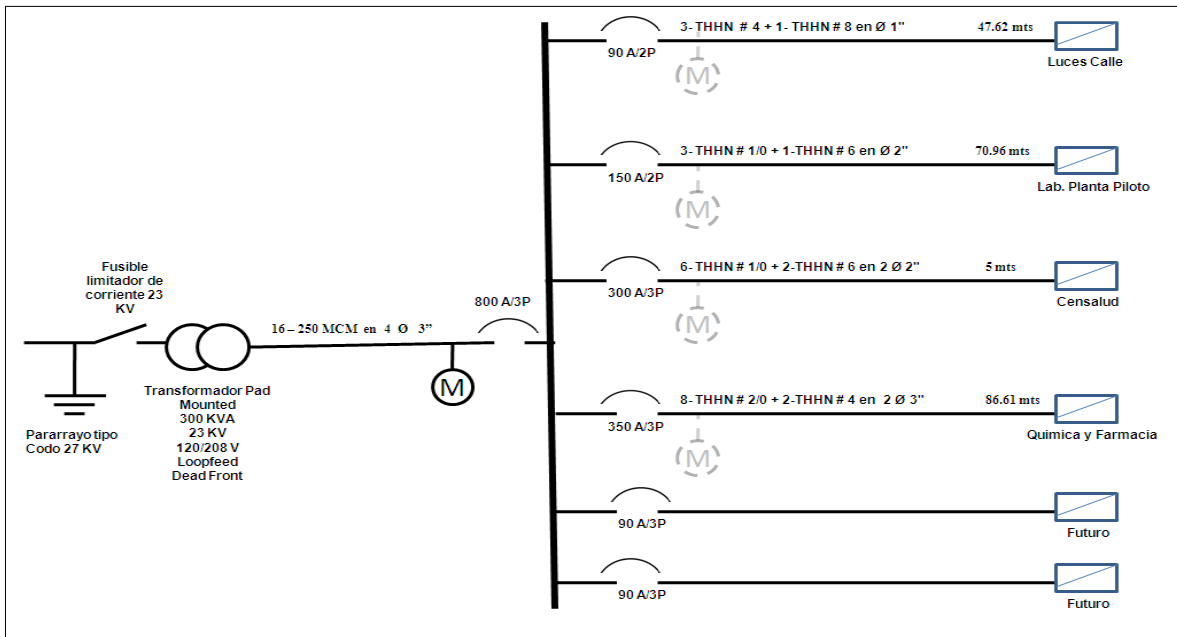 3- THHN # 4 + 1- THHN # 8 en Ø 1"
47.62 mts
90 A/2P
M
Luces Calle
3- THHN # 1/0 + 1-THHN # 6 en Ø 2"
70.96 mts
150 A/2P
M
Lab. Planta Piloto
6- THHN # 1/0 + 2-THHN # 6 en 2 Ø 2"
5 mts
300 A/3P
M
Censalud
Fusible
limitador de
corriente 23
KV
16 – 250 MCM en 4 Ø 3”
800 A/3P
M
Transformador Pad
Mounted
300 KVA
23 KV
120/208 V
Loopfeed
Dead Front
Pararrayo tipo
Codo 27 KV
8- THHN # 2/0 + 2-THHN # 4 en 2 Ø 3"
86.61 mts
350 A/3P
M
Quimica y Farmacia
90 A/3P
Futuro
90 A/3P
Futuro